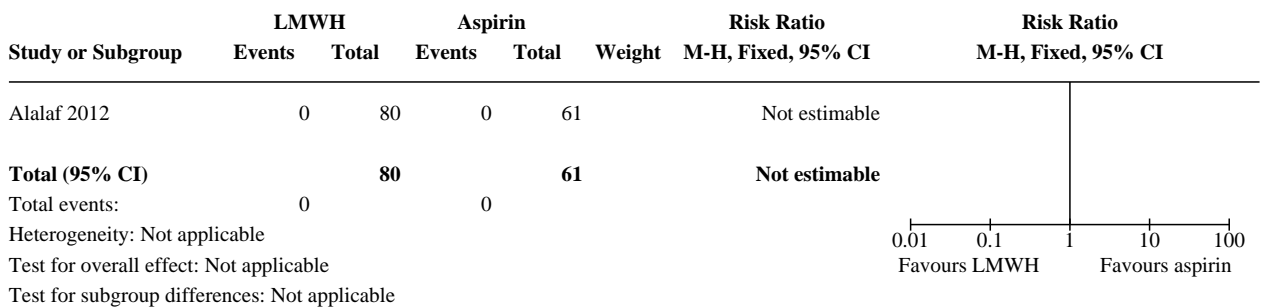 LMWH Aspirin Risk Ratio Risk Ratio
Study or Subgroup Events Total Events Total Weight M-H, Fixed, 95% CI M-H, Fixed, 95% CI
Alalaf 2012 0 80 0 61 Not estimable
Total (95% CI) 80 61 Not estimable
Total events: 0 0
Heterogeneity: Not applicable
0.01 0.1 1 10 100
Test for overall effect: Not applicable Favours LMWH Favours aspirin
Test for subgroup differences: Not applicable